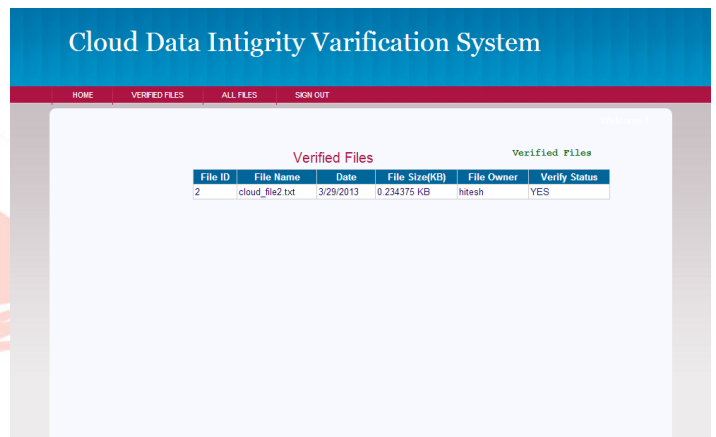 Cloud Data Intigrity Varification System
HOME VERIFIED FILES ALL FILES SIGN OUT
Verified Files
Verified Files
File ID File Name Date File Size(KB) File Owner Verify Status
2 cloud_file2.txt 3/29/2013 0.234375 KB hitesh YES